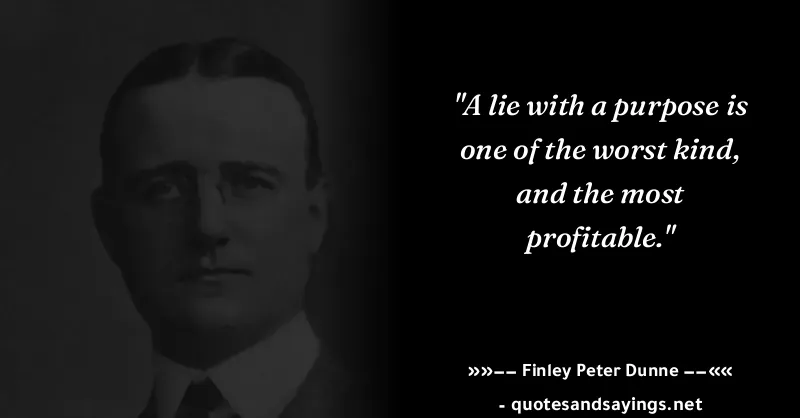 "A lie with a purpose is
one of the worst kind,
and the most
profitable."
»»–– Finley Peter Dunne ––««
- quotesandsayings.net